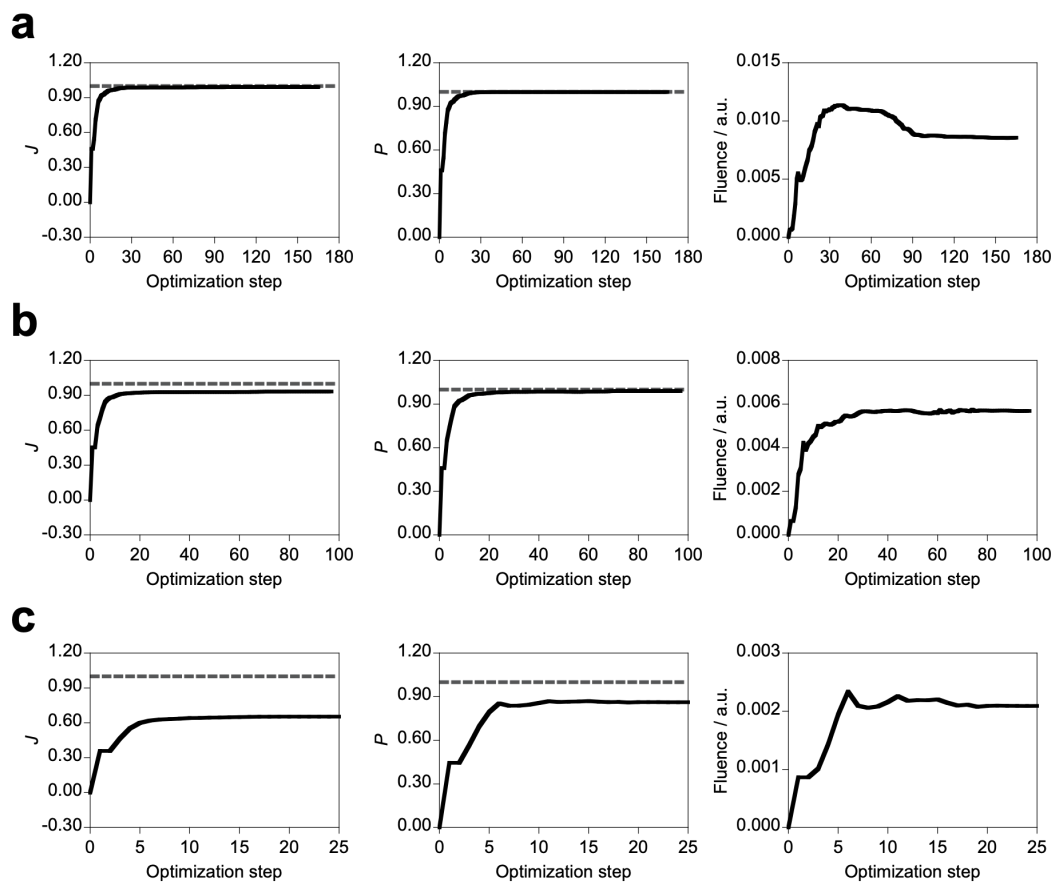 a
1.20
0.90
0.60
0.30
0.00
-0.30
J
0 30 60 90 120 150 180
Optimization step
1.20
0.90
0.60
0.30
0.00
P
0 30 60 90 120 150 180
Optimization step
0.015
0.010
0.005
0.000
Fluence / a.u.
0 30 60 90 120 150 180
Optimization step
b
1.20
0.90
0.60
0.30
0.00
-0.30
J
0 20 40 60 80 100
Optimization step
1.20
0.90
0.60
0.30
0.00
P
0 20 40 60 80 100
Optimization step
0.008
0.006
0.004
0.002
0.000
Fluence / a.u.
0 20 40 60 80 100
Optimization step
c
1.20
0.90
0.60
0.30
0.00
-0.30
J
0 5 10 15 20 25
Optimization step
1.20
0.90
0.60
0.30
0.00
P
0 5 10 15 20 25
Optimization step
0.003
0.002
0.001
0.000
Fluence / a.u.
0 5 10 15 20 25
Optimization step